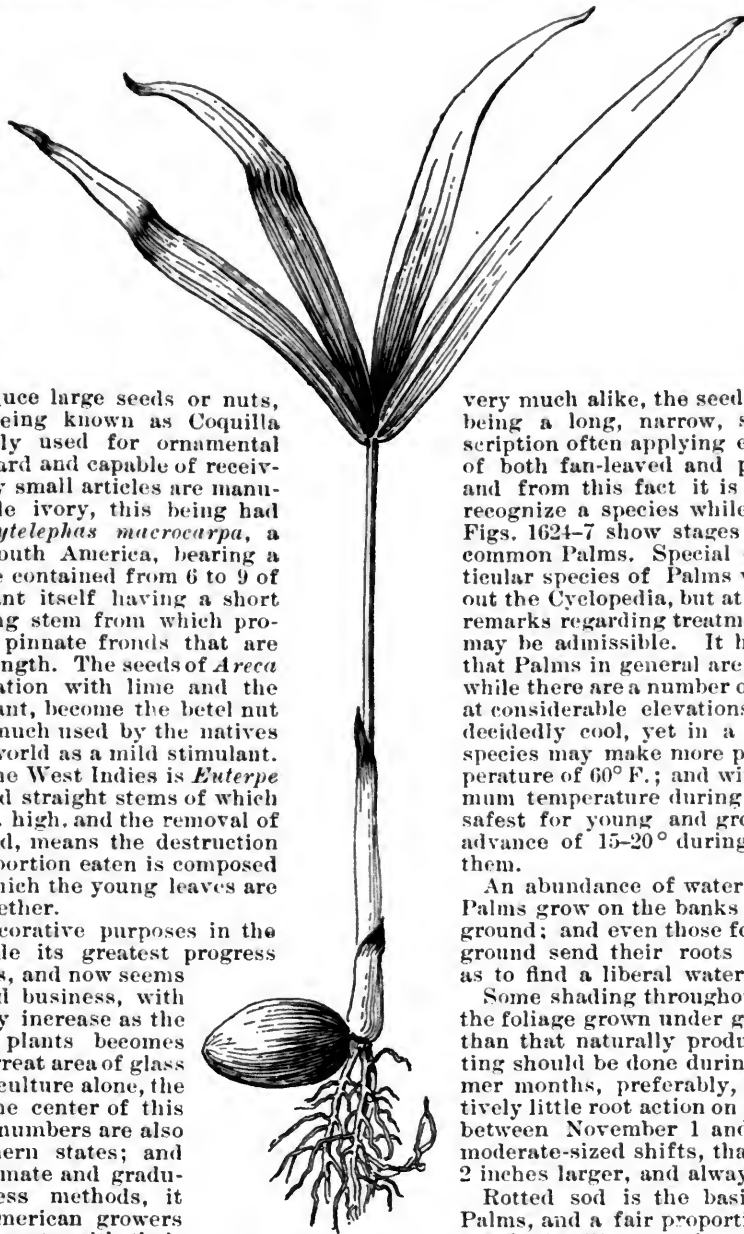 uce large seeds or nuts,
eing known as Coquilla
ly used for ornamental
ard and capable of receiv-
y small articles are manu-
le ivory, this being had
ytelephas macrocarpa, a
outh America, bearing a
e contained from 6 to 9 of
ant itself having a short
ng stem from which pro-
pinnate fronds that are
ngth. The seeds of Areca
ation with lime and the
ant, become the betel nut
much used by the natives
world as a mild stimulant.
he West Indies is Euterpe
d straight stems of which
. high, and the removal of
d, means the destruction
portion eaten is composed
hich the young leaves are
ether.
corative purposes in the
le its greatest progress
s, and now seems
d business, with
y increase as the
plants becomes
great area of glass
culture alone, the
he center of this
numbers are also
hern states; and
mate and gradu-
ess methods, it
merican growers
very much alike, the seed
being a long, narrow, s
scription often applying e
of both fan-leaved and p
and from this fact it is
recognize a species while
Figs. 1624-7 show stages
common Palms. Special
ticular species of Palms w
out the Cyclopedia, but at
remarks regarding treatm
may be admissible. It h
that Palms in general are
while there are a number o
at considerable elevations
decidedly cool, yet in a
species may make more p
perature of 60° F.; and wi
mum temperature during
safest for young and gro
advance of 15-20° during
them.
An abundance of water
Palms grow on the banks
ground; and even those fo
ground send their roots
as to find a liberal water
Some shading throughou
the foliage grown under g
than that naturally produ
ting should be done durin
mer months, preferably,
tively little root action on
between November 1 and
moderate-sized shifts, tha
2 inches larger, and alway
Rotted sod is the basi
Palms, and a fair proporti